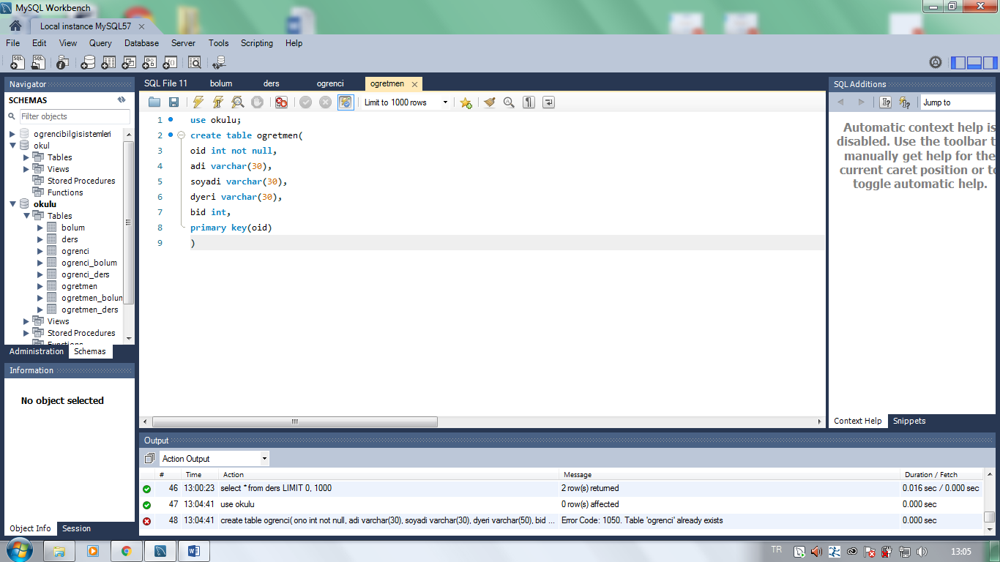 MySQL Workbench
Local instance MySQL57
File Edit View Query Database Server Tools Scripting Help
Navigator
SCHEMAS
Filter objects
ogrencibilgisistemleri
okul
Tables
Views
Stored Procedures
Functions
okulu
Tables
bolum
ders
ogrenci
ogrenci_bolum
ogrenci_ders
ogretmen
ogretmen_bolun
ogretmen_ders
Views
Stored Procedures
Functions
Administration Schemas
Information
No object selected
Object Info Session
SQL File 11 bolum ders ogrenci ogretmen
Limit to 1000 rows
1 use okulu;
2 create table ogretmen(
3 oid int not null,
4 adi varchar(30),
5 soyadi varchar(30),
6 dyeri varchar(30),
7 bid int,
8 primary key(oid)
9 )
SQL Additions
Jump to
Automatic context help is
disabled. Use the toolbar t
manually get help for the
current caret position or to
toggle automatic help.
Context Help Snippets
Output
Action Output
# Time Action Message Duration / Fetch
46 13:00:23 select * from ders LIMIT 0, 1000 2 row(s) returned 0.016 sec / 0.000 sec
47 13:04:41 use okulu 0 row(s) affected 0.000 sec
48 13:04:41 create table ogrenci( ono int not null, adi varchar(30), soyadi varchar(30), dyeri varchar(50), bid ... Error Code: 1050. Table 'ogrenci' already exists 0.000 sec
TR
13:05